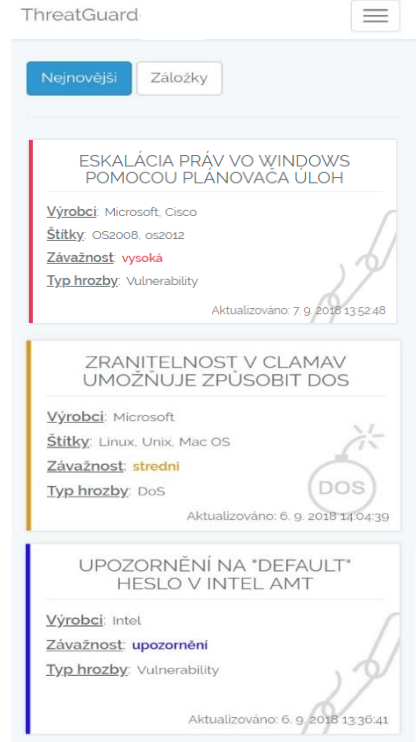 ThreatGuard
Nejnovější
Záložky
ESKALÁCIA PRÁV VO WINDOWS
POMOCOU PLÁNOVAČA ÚLOH
Výrobci: Microsoft, Cisco
Štítky: OS2008, os2012
Závažnost: vysoká
Typ hrozby: Vulnerability
Aktualizováno: 7. 9. 2018 13:52:48
ZRANITELNOST V CLAMAV
UMOŽŇUJE ZPŮSOBIT DOS
Výrobci: Microsoft
Štítky: Linux, Unix, Mac OS
Závažnost: stredni
Typ hrozby: DoS
DOS
Aktualizováno: 6. 9. 2018 14:04:39
UPOZORNĚNÍ NA "DEFAULT"
HESLO V INTEL AMT
Výrobci: Intel
Závažnost: upozornění
Typ hrozby: Vulnerability
Aktualizováno: 6. 9. 2018 13:36:41